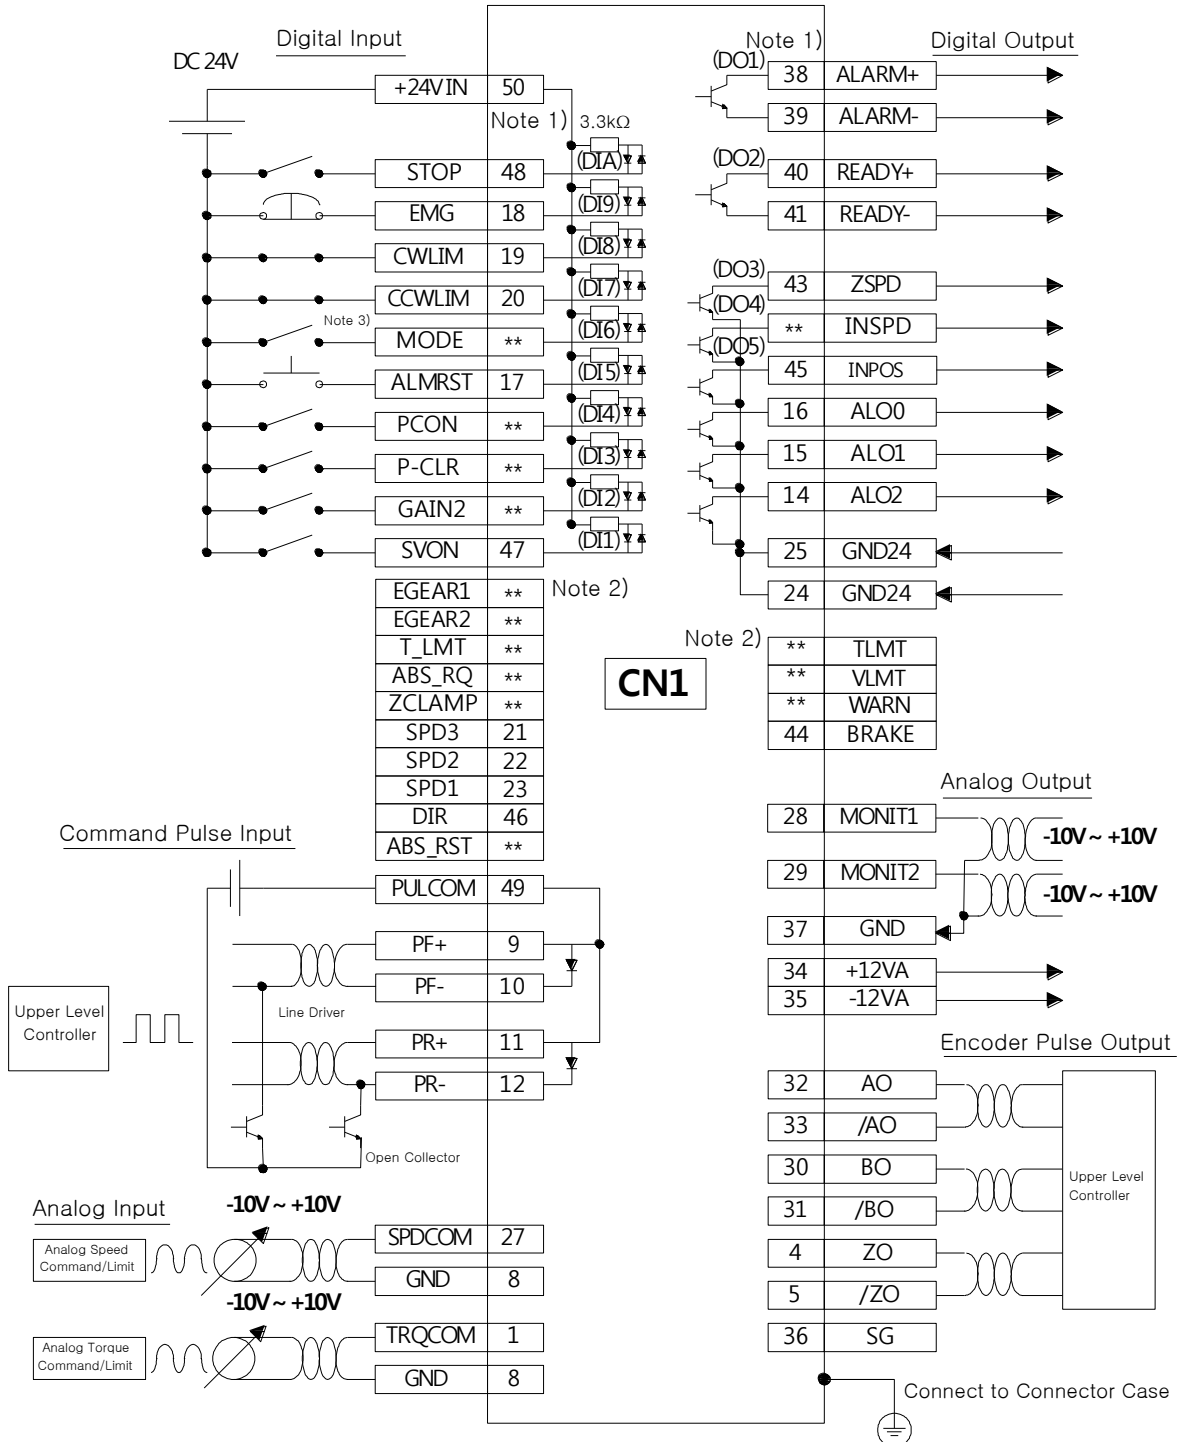 Digital Input
DC 24V
+24VIN 50
Note 1) 3.3kΩ
STOP 48 (DIA)
EMG 18 (DI9)
CWLIM 19 (DI8)
CCWLIM 20 (DI7)
Note 3)
MODE ** (DI6)
ALMRST 17 (DI5)
PCON ** (DI4)
P-CLR ** (DI3)
GAIN2 ** (DI2)
SVON 47 (DI1)
EGEAR1 ** Note 2)
EGEAR2 **
T_LMT **
ABS_RQ **
ZCLAMP **
SPD3 21
SPD2 22
SPD1 23
DIR 46
ABS_RST **
Command Pulse Input
PULCOM 49
PF+ 9
PF- 10
Line Driver
Upper Level
Controller
PR+ 11
PR- 12
Open Collector
Analog Input
-10V ~ +10V
Analog Speed
Command/Limit
SPDCOM 27
GND 8
-10V ~ +10V
Analog Torque
Command/Limit
TRQCOM 1
GND 8
CN1
Note 1)
Digital Output
(DO1) 38 ALARM+
39 ALARM-
(DO2) 40 READY+
41 READY-
(DO3) 43 ZSPD
(DO4) ** INSPD
(DO5) 45 INPOS
16 ALO0
15 ALO1
14 ALO2
25 GND24
24 GND24
Note 2)
** TLMT
** VLMT
** WARN
44 BRAKE
Analog Output
28 MONIT1
-10V ~ +10V
29 MONIT2
-10V ~ +10V
37 GND
34 +12VA
35 -12VA
Encoder Pulse Output
32 AO
33 /AO
30 BO
31 /BO
4 ZO
5 /ZO
Upper Level
Controller
36 SG
Connect to Connector Case